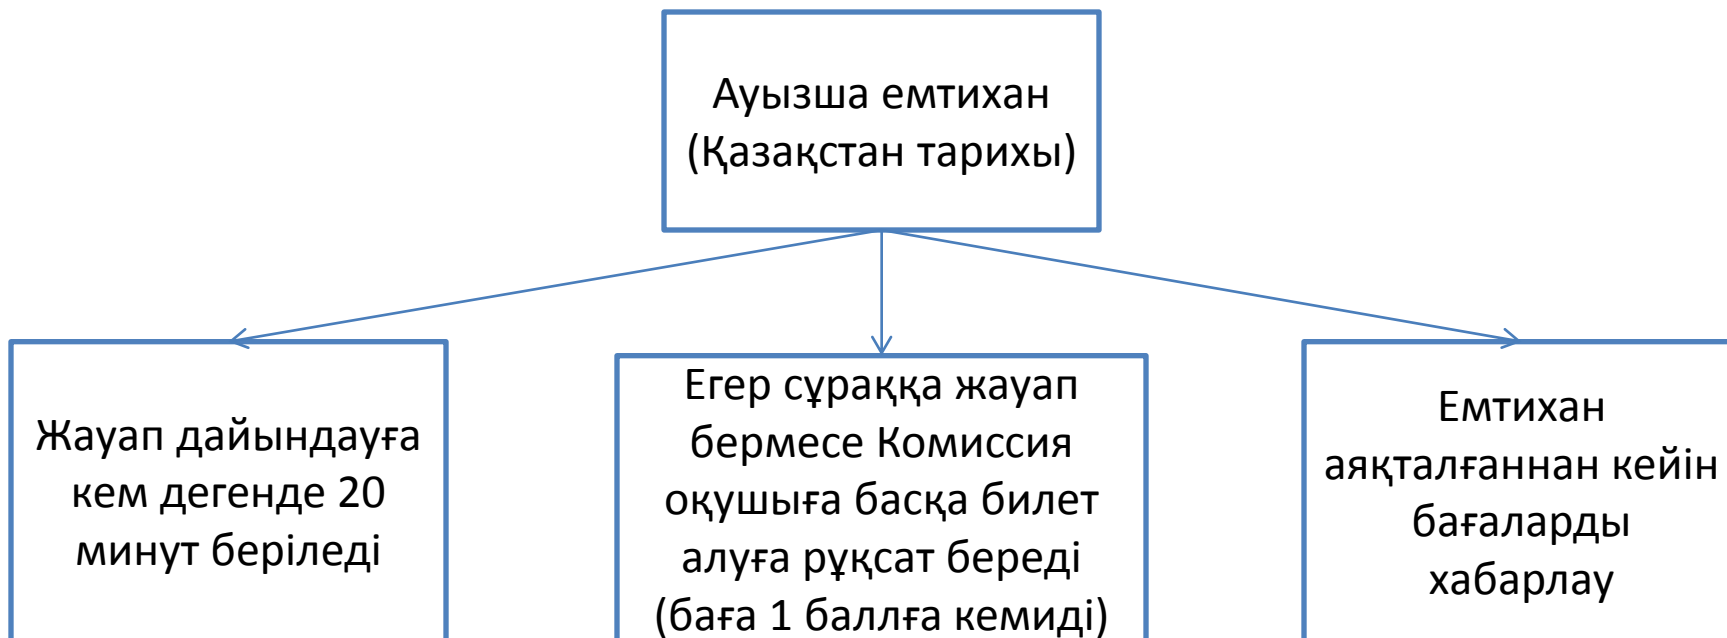 Ауызша емтихан
(Қазақстан тарихы)
Жауап дайындауға
кем дегенде 20
минут беріледі
Егер сұраққа жауап
бермесе Комиссия
оқушыға басқа билет
алуға рұқсат береді
(баға 1 баллға кемиді)
Емтихан
аяқталғаннан кейін
бағаларды
хабарлау